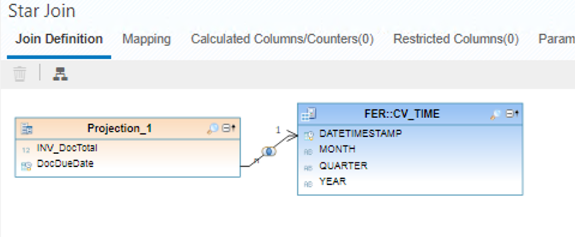 Star Join
Join Definition Mapping Calculated Columns/Counters(0) Restricted Columns(0) Param
Projection_1
INV_DocTotal
DocDueDate
1
n
FER::CV_TIME
DATETIMESTAMP
MONTH
QUARTER
YEAR